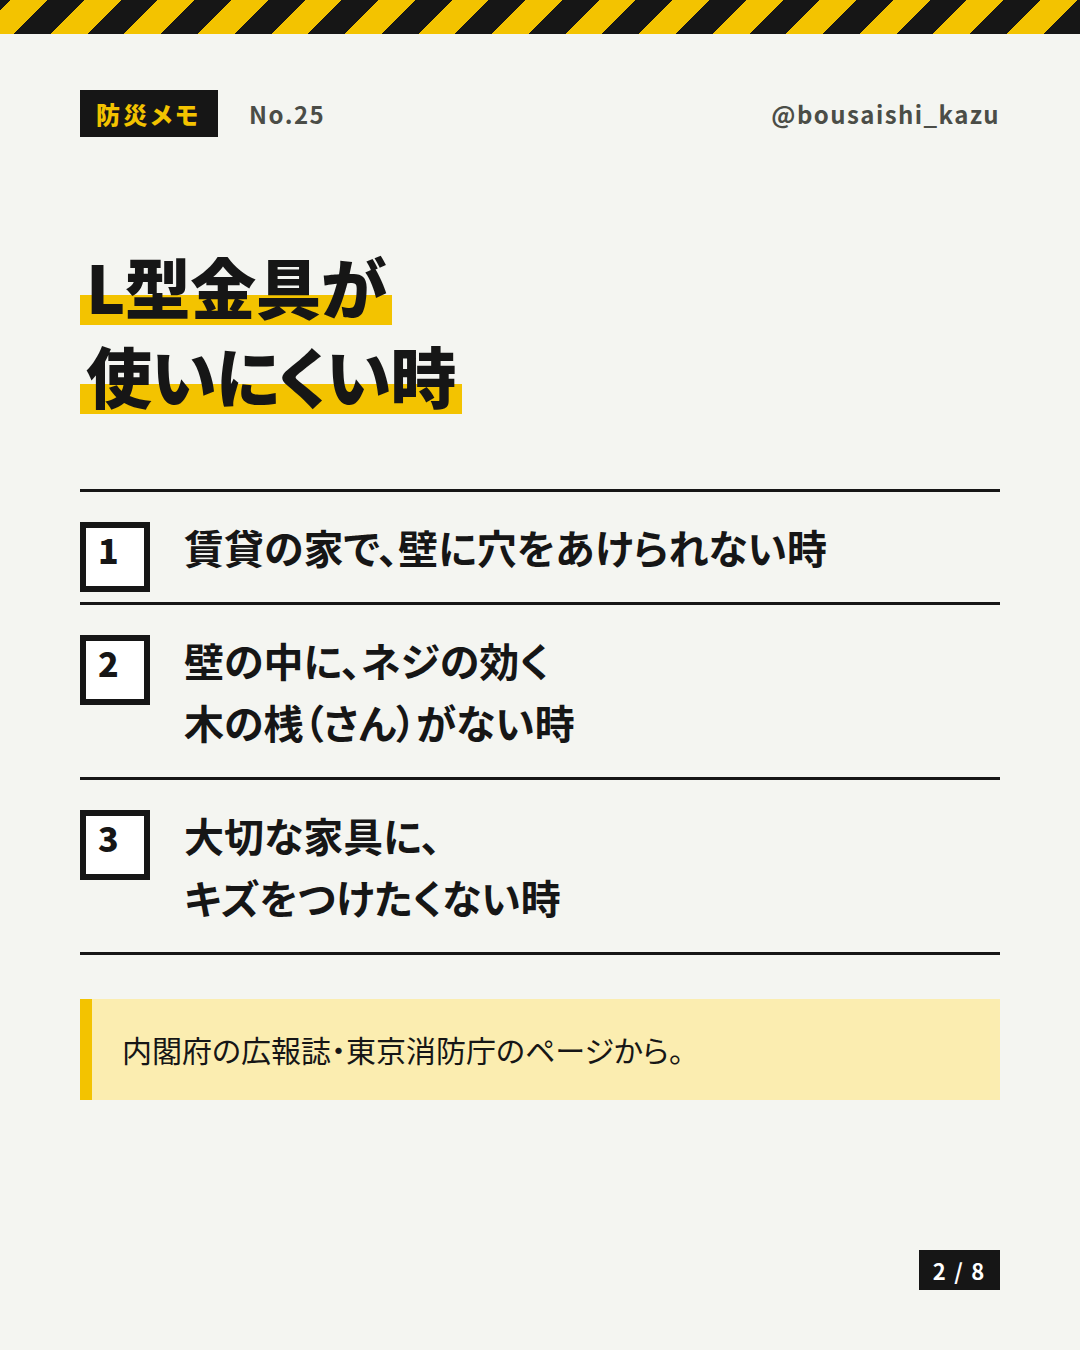 防災メモ No.25 @bousaishi_kazu
L型金具が
使いにくい時
1 賃貸の家で、壁に穴をあけられない時
2 壁の中に、ネジの効く
木の桟(さん)がない時
3 大切な家具に、
キズをつけたくない時
内閣府の広報誌・東京消防庁のページから。
2 / 8